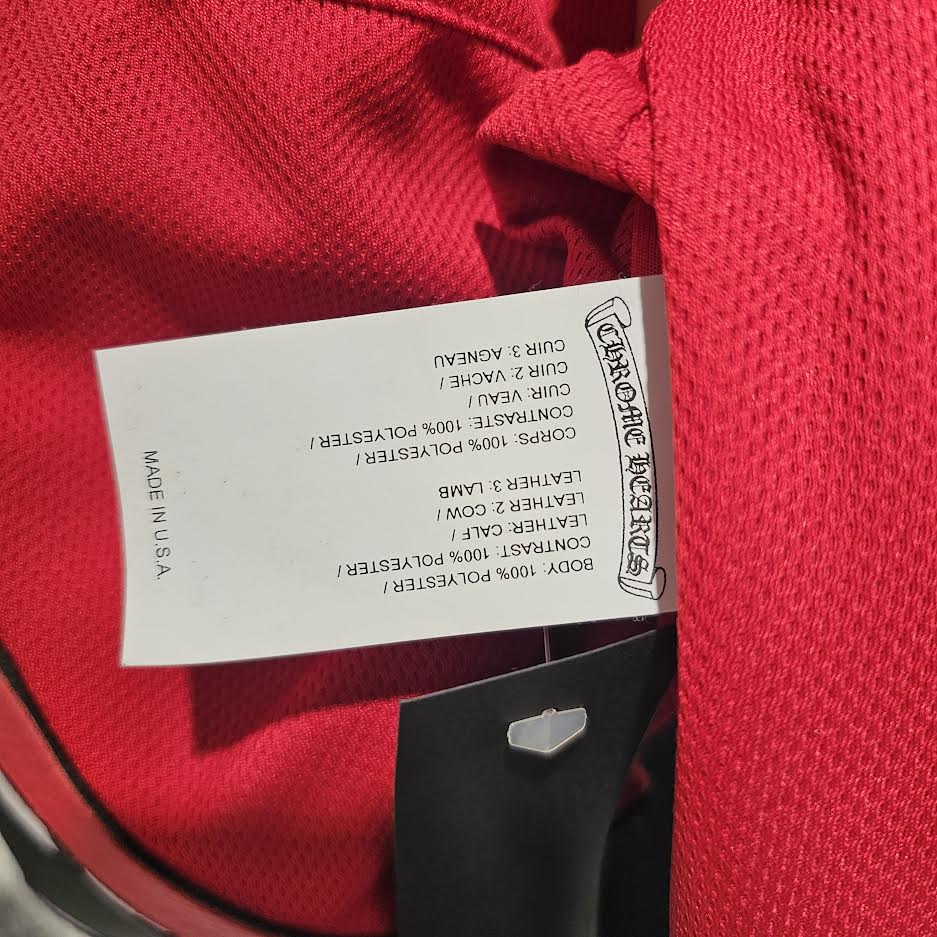 CHROME HEARTS
BODY: 100% POLYESTER /
CONTRAST: 100% POLYESTER /
LEATHER: CALF /
LEATHER 2: COW /
LEATHER 3: LAMB
CORPS: 100% POLYESTER /
CONTRASTE: 100% POLYESTER /
CUIR: VEAU /
CUIR 2: VACHE /
CUIR 3: AGNEAU
MADE IN U.S.A.